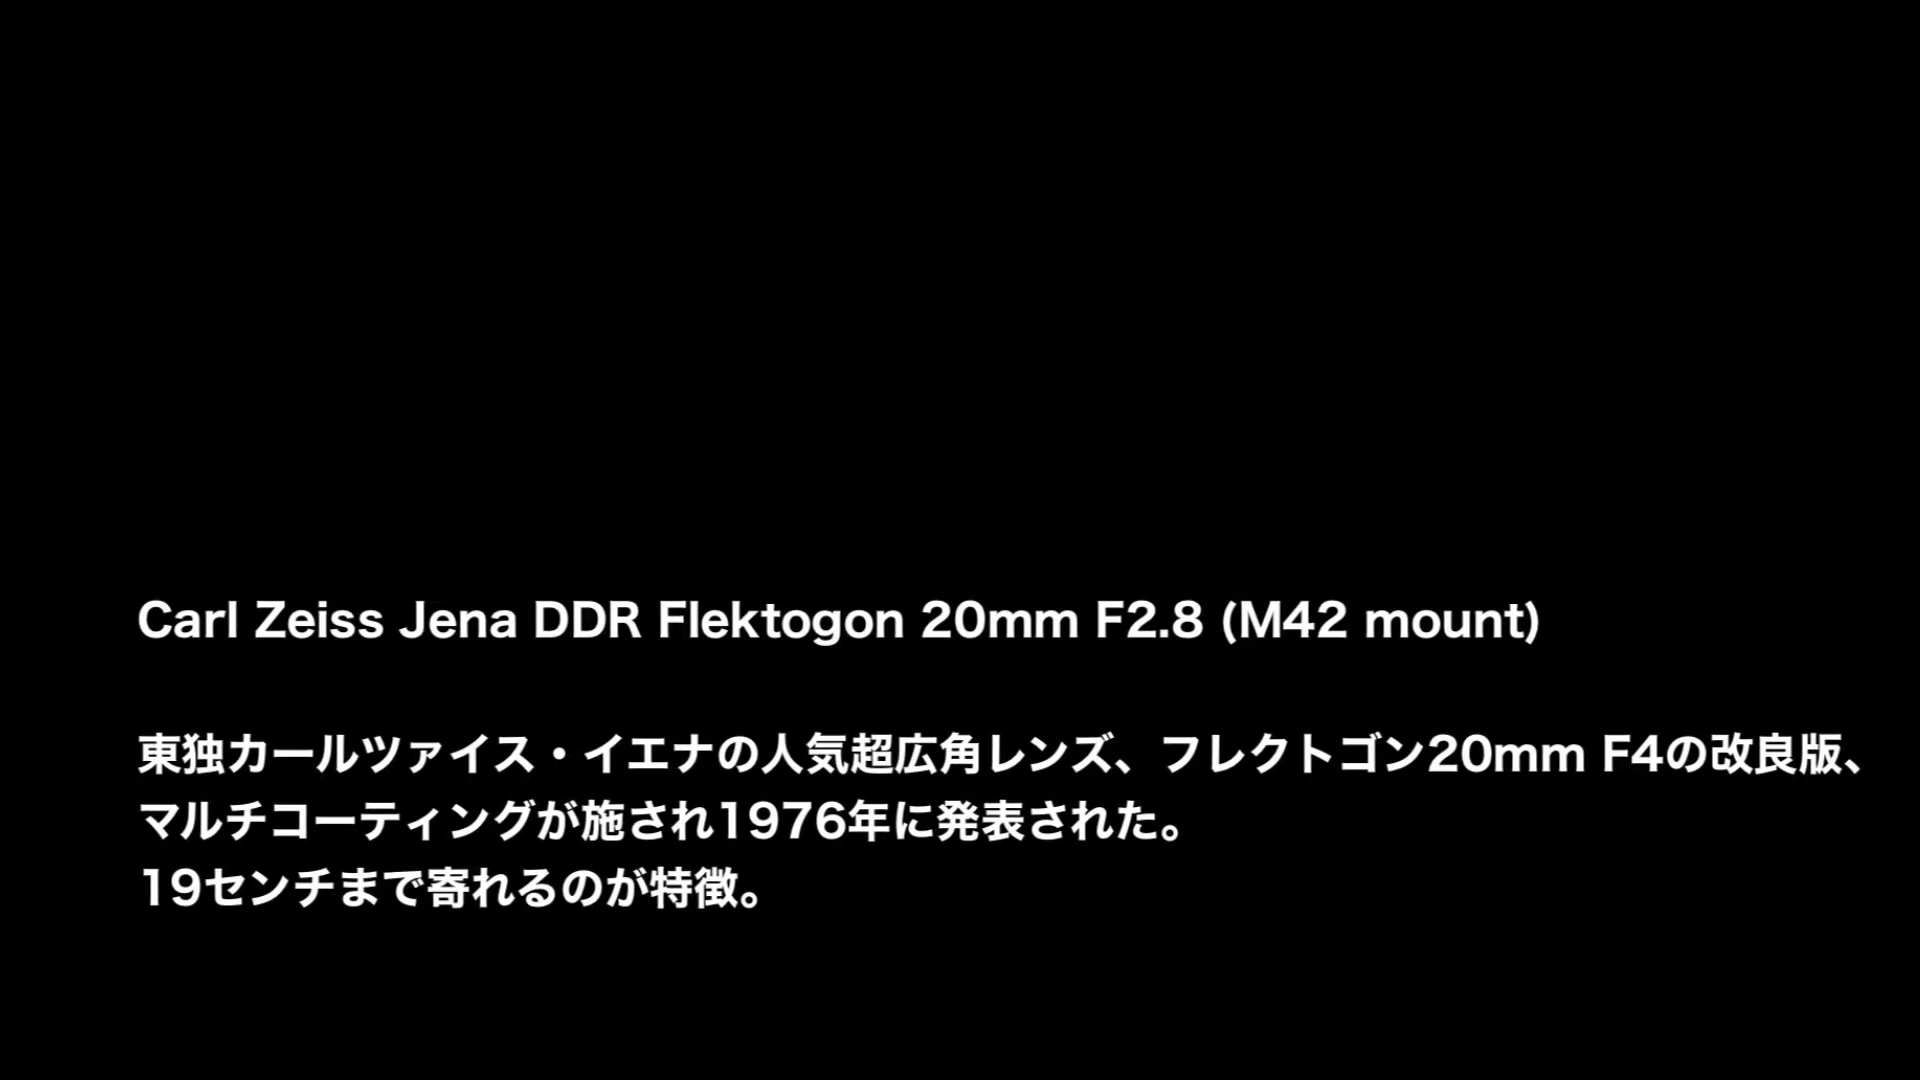 Carl Zeiss Jena DDR Flektogon 20mm F2.8 (M42 mount)
東独カールツァイス・イエナの人気超広角レンズ、フレクトゴン20mm F4の改良版、
マルチコーティングが施され1976年に発表された。
19センチまで寄れるのが特徴。